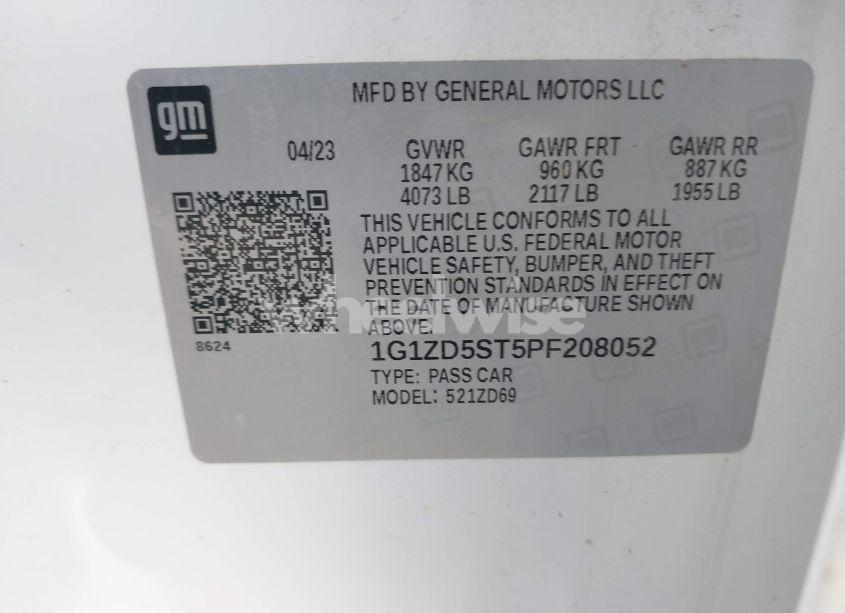 gm
MFD BY GENERAL MOTORS LLC
04/23 GVWR GAWR FRT GAWR RR
1847 KG 960 KG 887 KG
4073 LB 2117 LB 1955 LB
THIS VEHICLE CONFORMS TO ALL
APPLICABLE U.S. FEDERAL MOTOR
VEHICLE SAFETY, BUMPER, AND THEFT
PREVENTION STANDARDS IN EFFECT ON
THE DATE OF MANUFACTURE SHOWN
ABOVE.
8624
1G1ZD5ST5PF208052
TYPE: PASS CAR
MODEL: 521ZD69